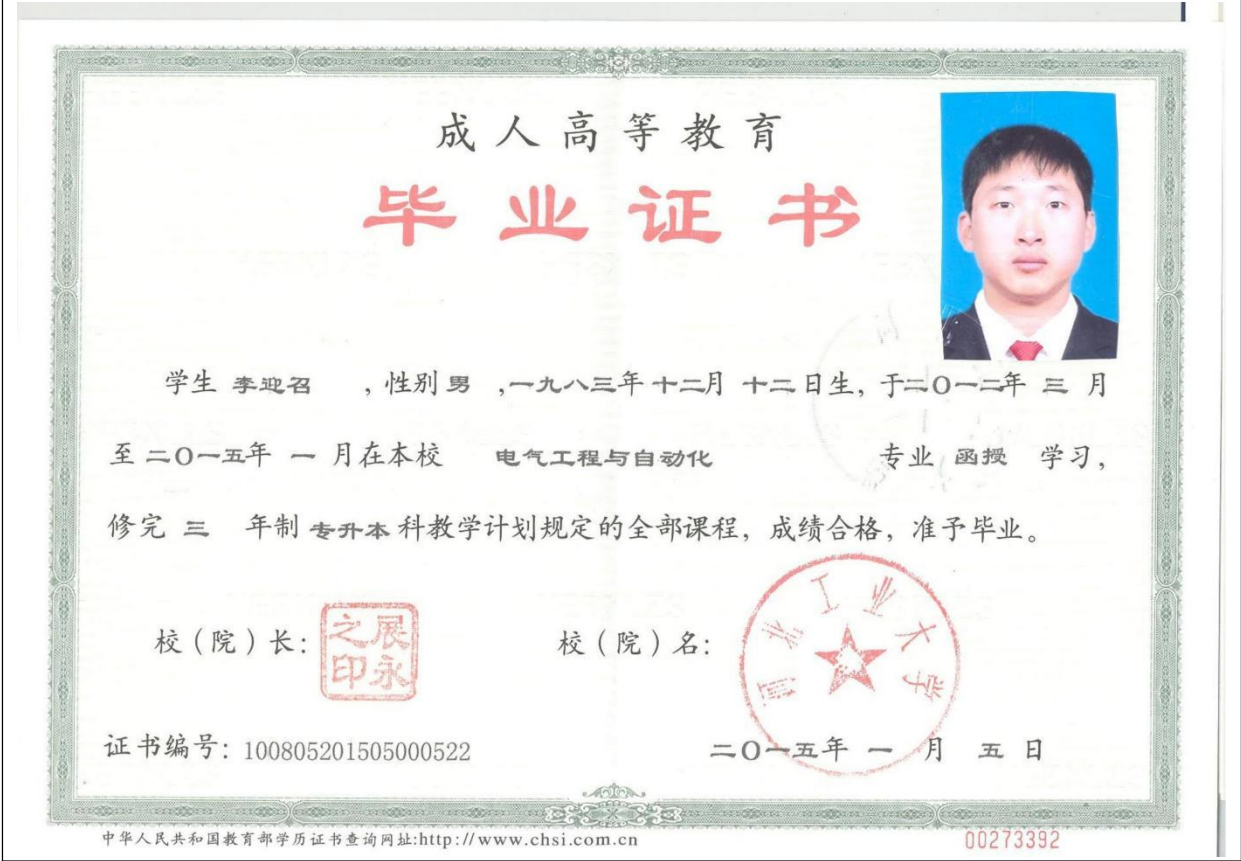 成人高等教育
毕业证书
学生 李迎召 ，性别 男 ，一九八三年 十二月 十二日生，于二〇一二年 三 月
至 二〇一五年 一 月在本校 电气工程与自动化 专业 函授 学习，
修完 三 年制 专升本 科教学计划规定的全部课程，成绩合格，准予毕业。
校（院）长：
展永之印
校（院）名：
河北工业大学
证书编号：100805201505000522
二〇一五年 一 月 五 日
中华人民共和国教育部学历证书查询网址:http://www.chsi.com.cn
00273392